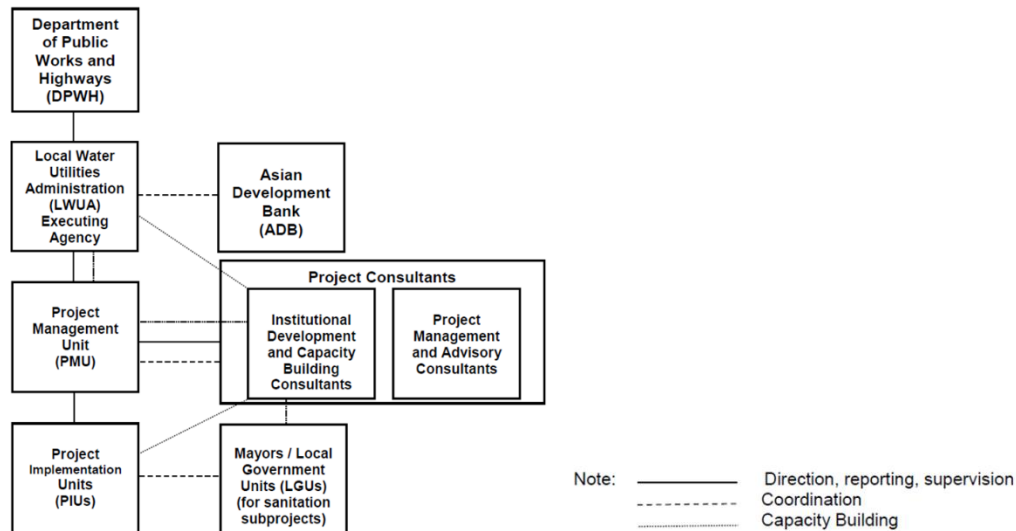 Department
of Public
Works and
Highways
(DPWH)
Local Water
Utilities
Administration
(LWUA)
Executing
Agency
Asian
Development
Bank
(ADB)
Project Consultants
Project
Management
Unit
(PMU)
Institutional
Development
and Capacity
Building
Consultants
Project
Management
and Advisory
Consultants
Project
Implementation
Units
(PIUs)
Mayors / Local
Government
Units (LGUs)
(for sanitation
subprojects)
Note: Direction, reporting, supervision
Coordination
Capacity Building